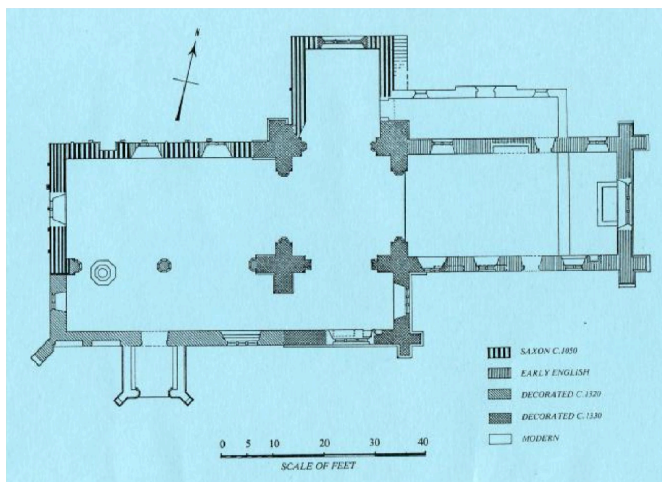 N
SAXON C.1050
EARLY ENGLISH
DECORATED C.1320
DECORATED C.1330
MODERN
0 5 10 20 30 40
SCALE OF FEET